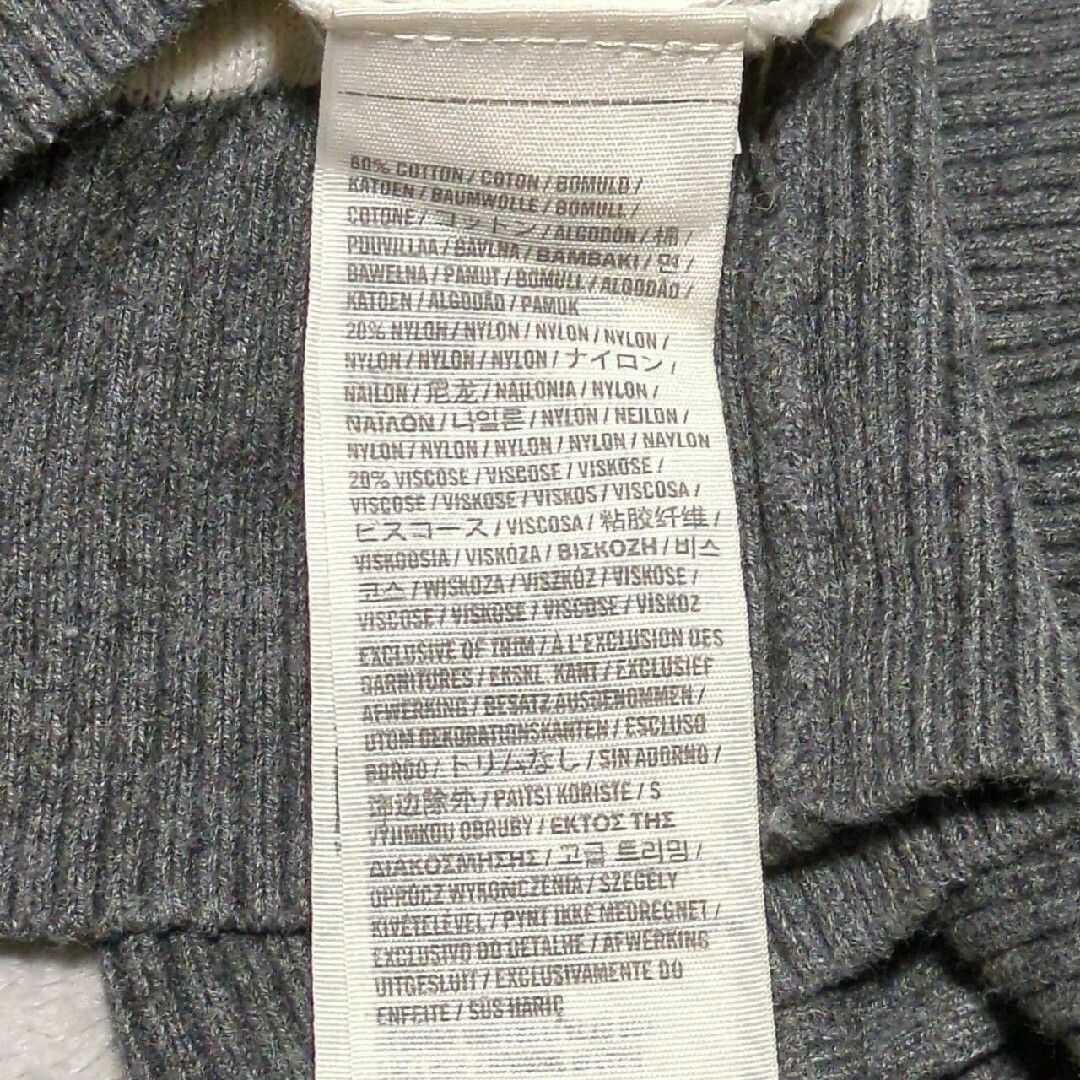 60% COTTON / COTON / BOMULD /
KATOEN / BAUMWOLLE / BOMULL /
COTONE / コットン / ALGODÓN / 棉 /
PUUVILLAA / BAVLNA / BAMBAKI / 면 /
BAWEŁNA / PAMUT / BOMULL / ALGODÃO /
KATOEN / ALGODÃO / PAMUK
20% NYLON / NYLON / NYLON / NYLON /
NYLON / NYLON / NYLON / ナイロン /
NAILON / 尼龙 / NAILONIA / NYLON /
ΝΑΪΛΟΝ / 나일론 / NYLON / NEJLON /
NYLON / NYLON / NYLON / NYLON / NAYLON
20% VISCOSE / VISCOSE / VISKOSE /
VISCOSE / VISKOSE / VISKOS / VISCOSA /
ビスコース / VISCOSA / 粘胶纤维 /
VISKOOSIA / VISKÓZA / ΒΙΣΚΟΖΗ / 비스
코스 / WISKOZA / VISZKÓZ / VISKOSE /
VISCOSE / VISKOSE / VISCOSE / VISKOZ
EXCLUSIVE OF TRIM / À L'EXCLUSION DES
GARNITURES / EKSKL. KANT / EXCLUSIEF
AFWERKING / BESATZ AUSGENOMMEN /
UTOM DEKORATIONSKANTEN / ESCLUSO
BORDO / トリムなし / SIN ADORNO /
滚边除外 / PAITSI KORISTE / S
VÝJIMKOU OBRUBY / ΕΚΤΟΣ ΤΗΣ
ΔΙΑΚΟΣΜΗΣΗΣ / 고급 트리밍 /
OPRÓCZ WYKOŃCZENIA / SZEGÉLY
KIVÉTELÉVEL / PYNT IKKE MEDREGNET /
EXCLUSIVO DO DETALHE / AFWERKING
UITGESLUIT / EXCLUSIVAMENTE DO
ENFEITE / SÜS HARİÇ